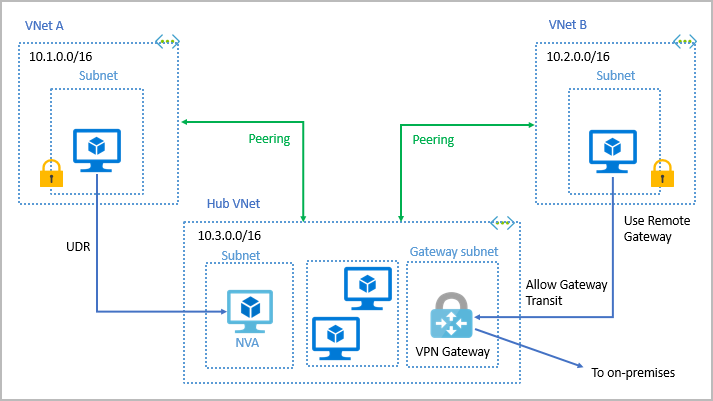 VNet A
VNet B
10.1.0.0/16
10.2.0.0/16
Subnet
Subnet
Peering
Peering
Hub VNet
UDR
Use Remote
Gateway
10.3.0.0/16
Subnet
Gateway subnet
Allow Gateway
Transit
NVA
VPN Gateway
To on-premises